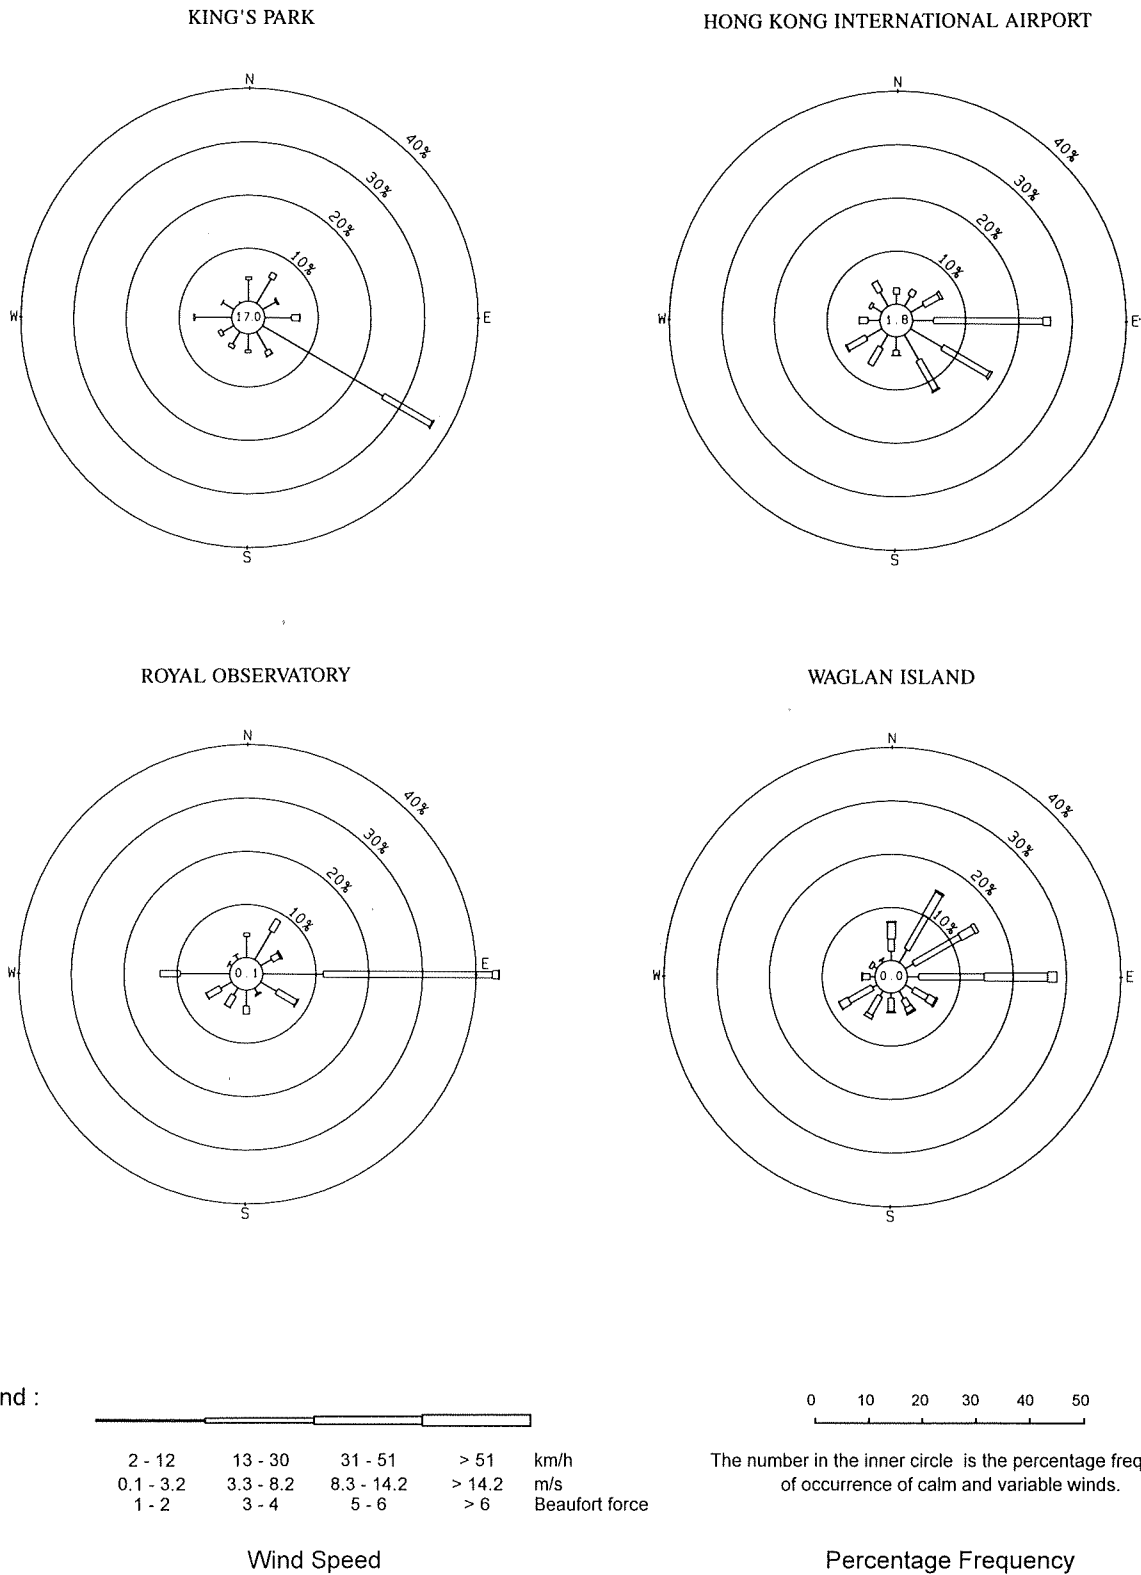 KING'S PARK
N
40%
30%
20%
10%
W
17.0
E
S
HONG KONG INTERNATIONAL AIRPORT
N
40%
30%
20%
10%
W
1.8
E
S
ROYAL OBSERVATORY
N
40%
30%
20%
10%
W
0.1
E
S
WAGLAN ISLAND
N
40%
30%
20%
10%
W
0.0
E
S
nd :
2 - 12 13 - 30 31 - 51 > 51 km/h
0.1 - 3.2 3.3 - 8.2 8.3 - 14.2 > 14.2 m/s
1 - 2 3 - 4 5 - 6 > 6 Beaufort force
Wind Speed
0 10 20 30 40 50
The number in the inner circle is the percentage freq
of occurrence of calm and variable winds.
Percentage Frequency